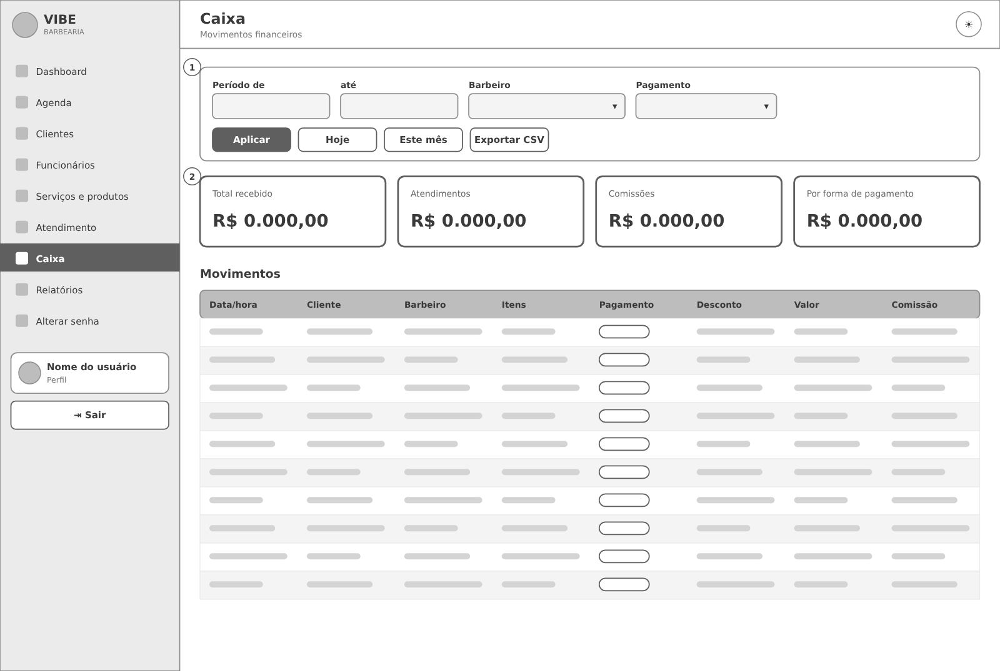 VIBE
BARBEARIA
Dashboard
Agenda
Clientes
Funcionários
Serviços e produtos
Atendimento
Caixa
Relatórios
Alterar senha
Nome do usuário
Perfil
⇥ Sair
Caixa
Movimentos financeiros
☀
1
Período de até Barbeiro Pagamento
▼ ▼
Aplicar Hoje Este mês Exportar CSV
2
Total recebido Atendimentos Comissões Por forma de pagamento
R$ 0.000,00 R$ 0.000,00 R$ 0.000,00 R$ 0.000,00
Movimentos
Data/hora Cliente Barbeiro Itens Pagamento Desconto Valor Comissão